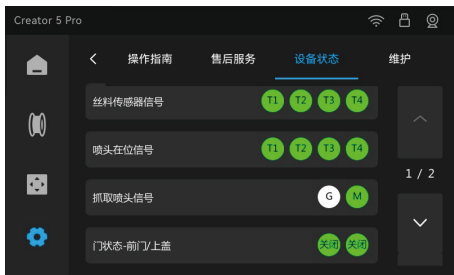 Creator 5 Pro
操作指南 售后服务 设备状态 维护
丝料传感器信号 T1 T2 T3 T4
喷头在位信号 T1 T2 T3 T4
1 / 2
抓取喷头信号 G M
门状态-前门/上盖 关闭 关闭